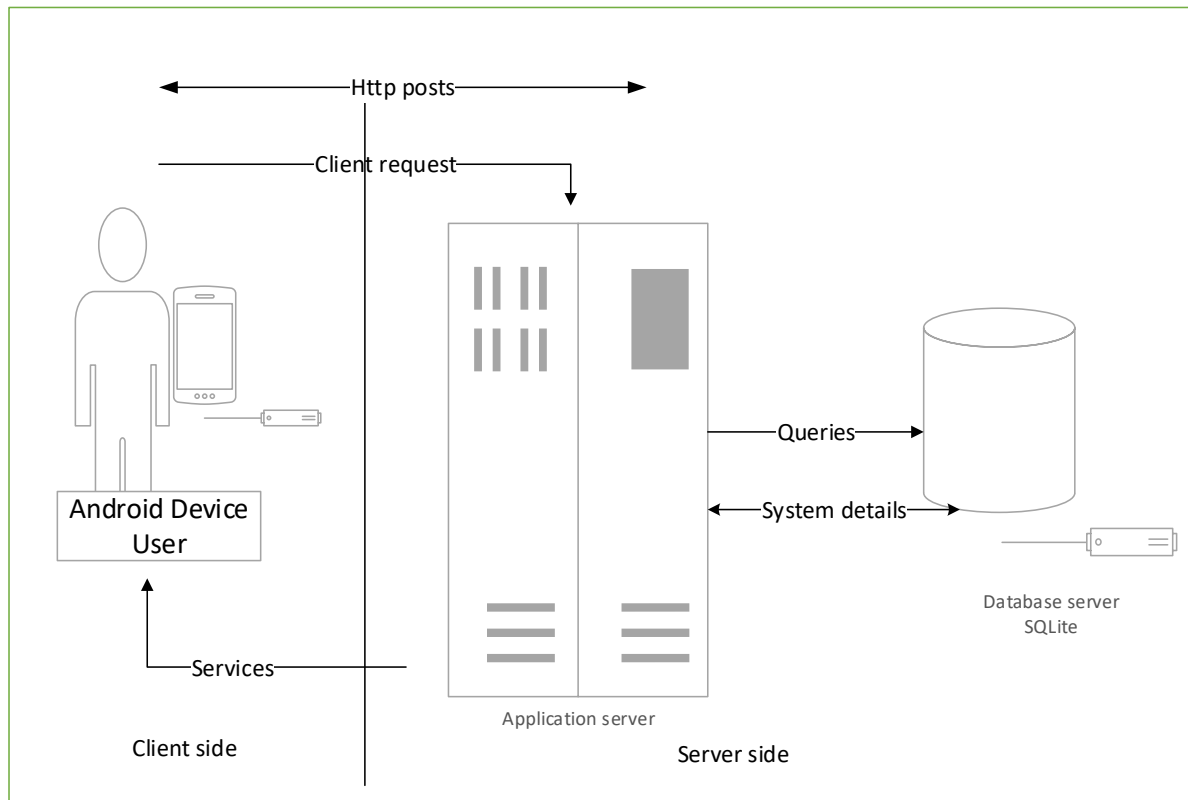 Http posts
Client request
Android Device
User
Queries
System details
Database server
SQLite
Services
Application server
Client side
Server side